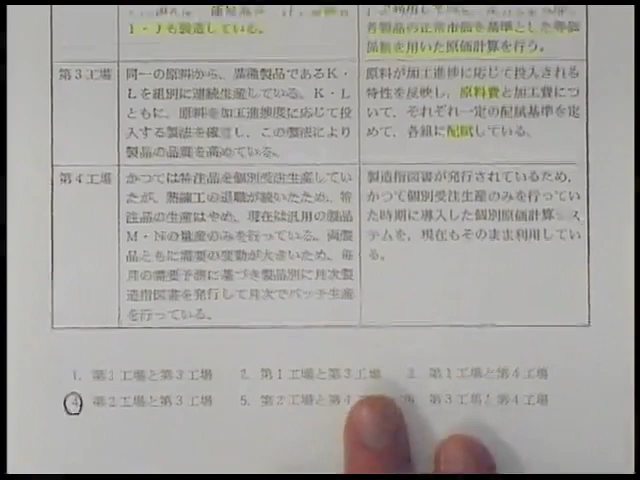 １・Ｊも製造している。
者製品の正常市価を基準とした等価
係数を用いた原価計算を行う。
第３工場
同一の原料から、異種製品であるＫ・
Ｌを組別に連続生産している。Ｋ・Ｌ
ともに、原料を加工進捗度に応じて投
入する製法を確立し、この製法により
製品の品質を高めている。
原料が加工進捗に応じて投入される
特性を反映し、原料費と加工費につ
いて、それぞれ一定の配賦基準を定
めて、各組に配賦している。
第４工場
かつては特注品を個別受注生産してい
たが、熟練工の退職が続いたため、特
注品の生産はやめ、現在は汎用の製品
Ｍ・Ｎの量産のみを行っている。両製
品ともに需要の変動が大きいため、毎
月の需要予測に基づき製品別に月次製
造指図書を発行して月次でバッチ生産
を行っている。
製造指図書が発行されているため、
かつて個別受注生産のみを行ってい
た時期に導入した個別原価計算シス
テムを、現在もそのまま利用してい
る。
1. 第１工場と第３工場 2. 第１工場と第３工場 3. 第１工場と第４工場
4 第２工場と第３工場 5. 第２工場と第４ 第３工場と第４工場